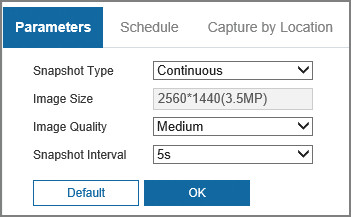 Parameters Schedule Capture by Location
Snapshot Type Continuous
Image Size 2560*1440(3.5MP)
Image Quality Medium
Snapshot Interval 5s
Default OK